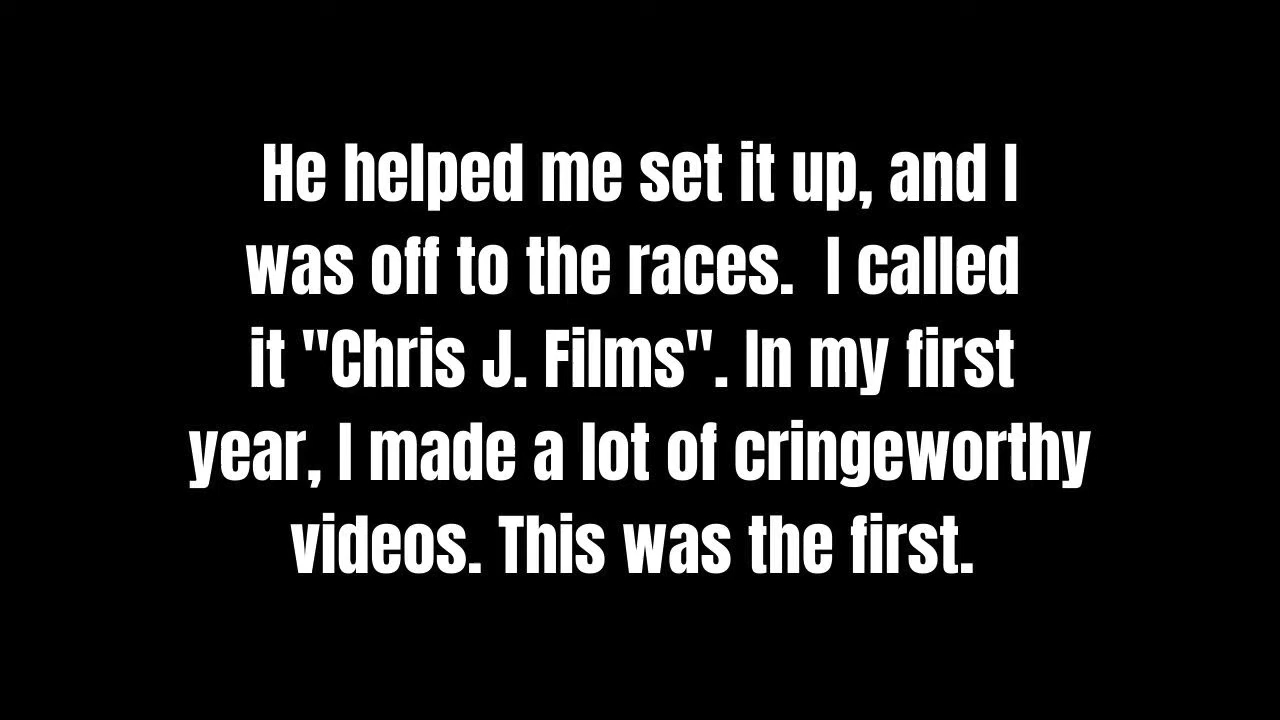 He helped me set it up, and I
was off to the races.  I called
it "Chris J. Films". In my first
year, I made a lot of cringeworthy
videos. This was the first.